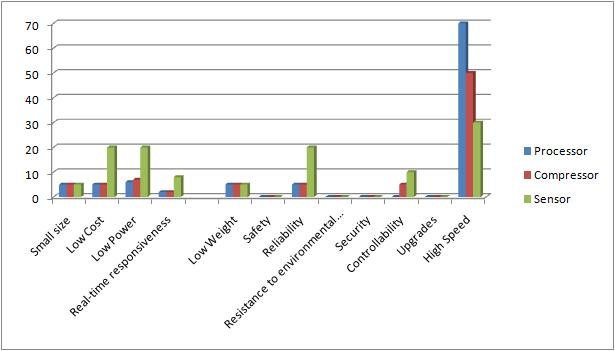 70
60
50
40
30
20
10
0
Small size
Low Cost
Low Power
Real-time responsiveness
Low Weight
Safety
Reliability
Resistance to environmental...
Security
Controllability
Upgrades
High Speed
Processor
Compressor
Sensor